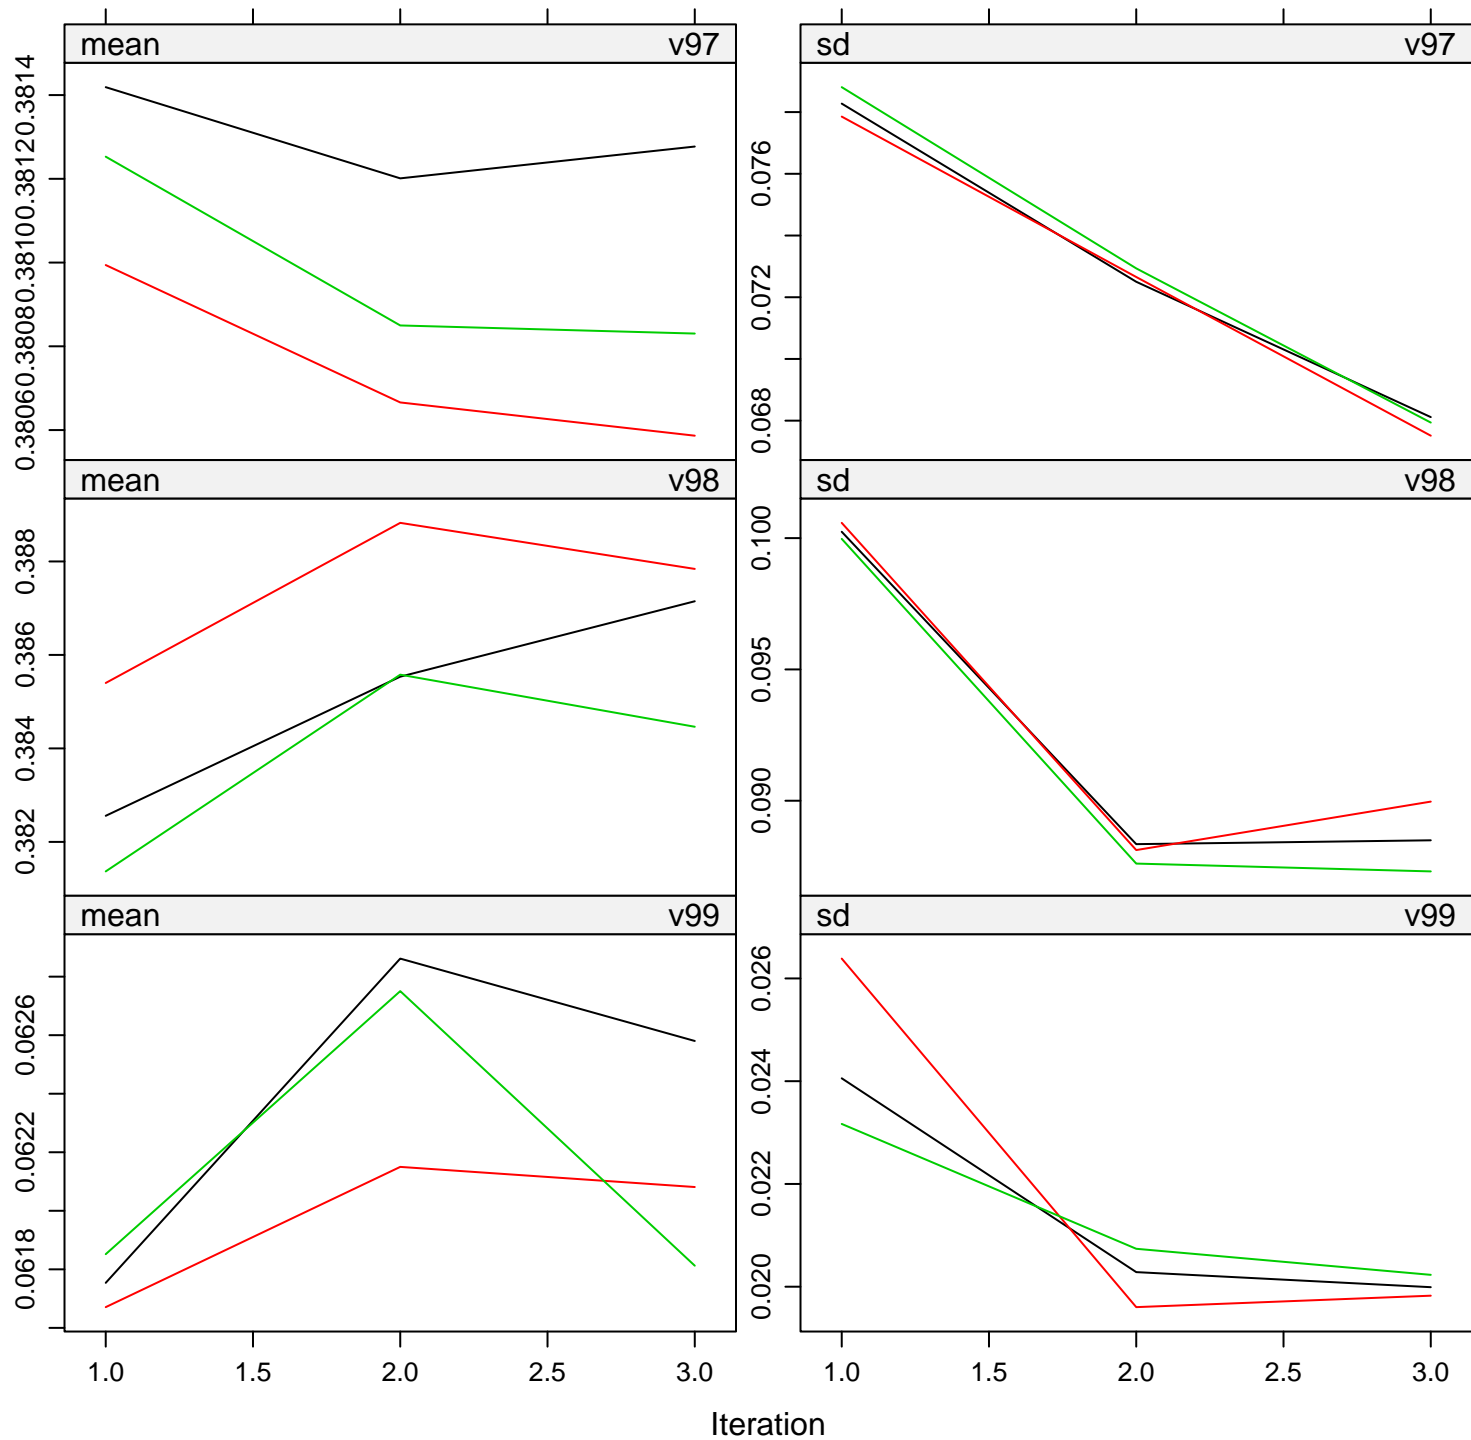 mean v97
sd v97
0.3806 0.3808 0.3810 0.3812 0.3814
0.068 0.072 0.076
mean v98
sd v98
0.382 0.384 0.386 0.388
0.090 0.095 0.100
mean v99
sd v99
0.0618 0.0622 0.0626
0.020 0.022 0.024 0.026
1.0 1.5 2.0 2.5 3.0
1.0 1.5 2.0 2.5 3.0
Iteration